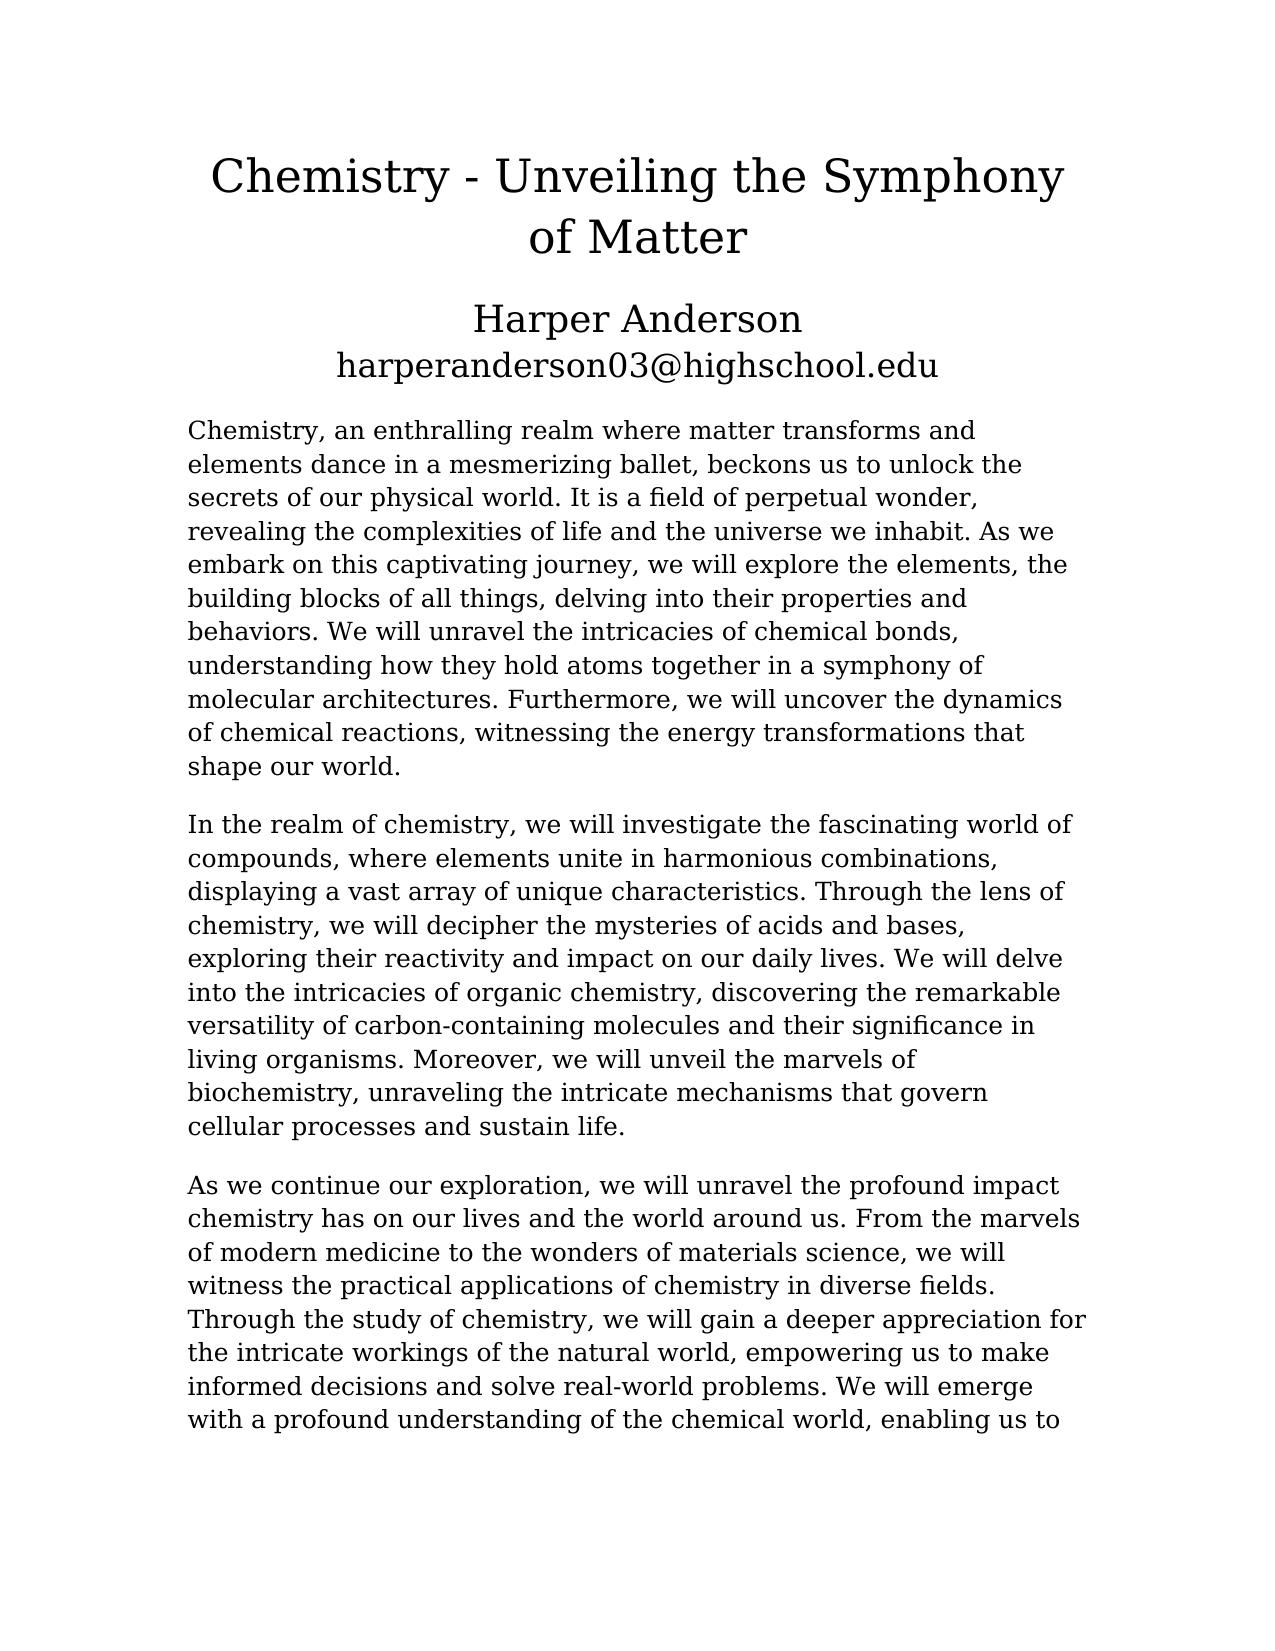 Chemistry - Unveiling the Symphony
of Matter
Harper Anderson
harperanderson03@highschool.edu
Chemistry, an enthralling realm where matter transforms and
elements dance in a mesmerizing ballet, beckons us to unlock the
secrets of our physical world. It is a field of perpetual wonder,
revealing the complexities of life and the universe we inhabit. As we
embark on this captivating journey, we will explore the elements, the
building blocks of all things, delving into their properties and
behaviors. We will unravel the intricacies of chemical bonds,
understanding how they hold atoms together in a symphony of
molecular architectures. Furthermore, we will uncover the dynamics
of chemical reactions, witnessing the energy transformations that
shape our world.
In the realm of chemistry, we will investigate the fascinating world of
compounds, where elements unite in harmonious combinations,
displaying a vast array of unique characteristics. Through the lens of
chemistry, we will decipher the mysteries of acids and bases,
exploring their reactivity and impact on our daily lives. We will delve
into the intricacies of organic chemistry, discovering the remarkable
versatility of carbon-containing molecules and their significance in
living organisms. Moreover, we will unveil the marvels of
biochemistry, unraveling the intricate mechanisms that govern
cellular processes and sustain life.
As we continue our exploration, we will unravel the profound impact
chemistry has on our lives and the world around us. From the marvels
of modern medicine to the wonders of materials science, we will
witness the practical applications of chemistry in diverse fields.
Through the study of chemistry, we will gain a deeper appreciation for
the intricate workings of the natural world, empowering us to make
informed decisions and solve real-world problems. We will emerge
with a profound understanding of the chemical world, enabling us to